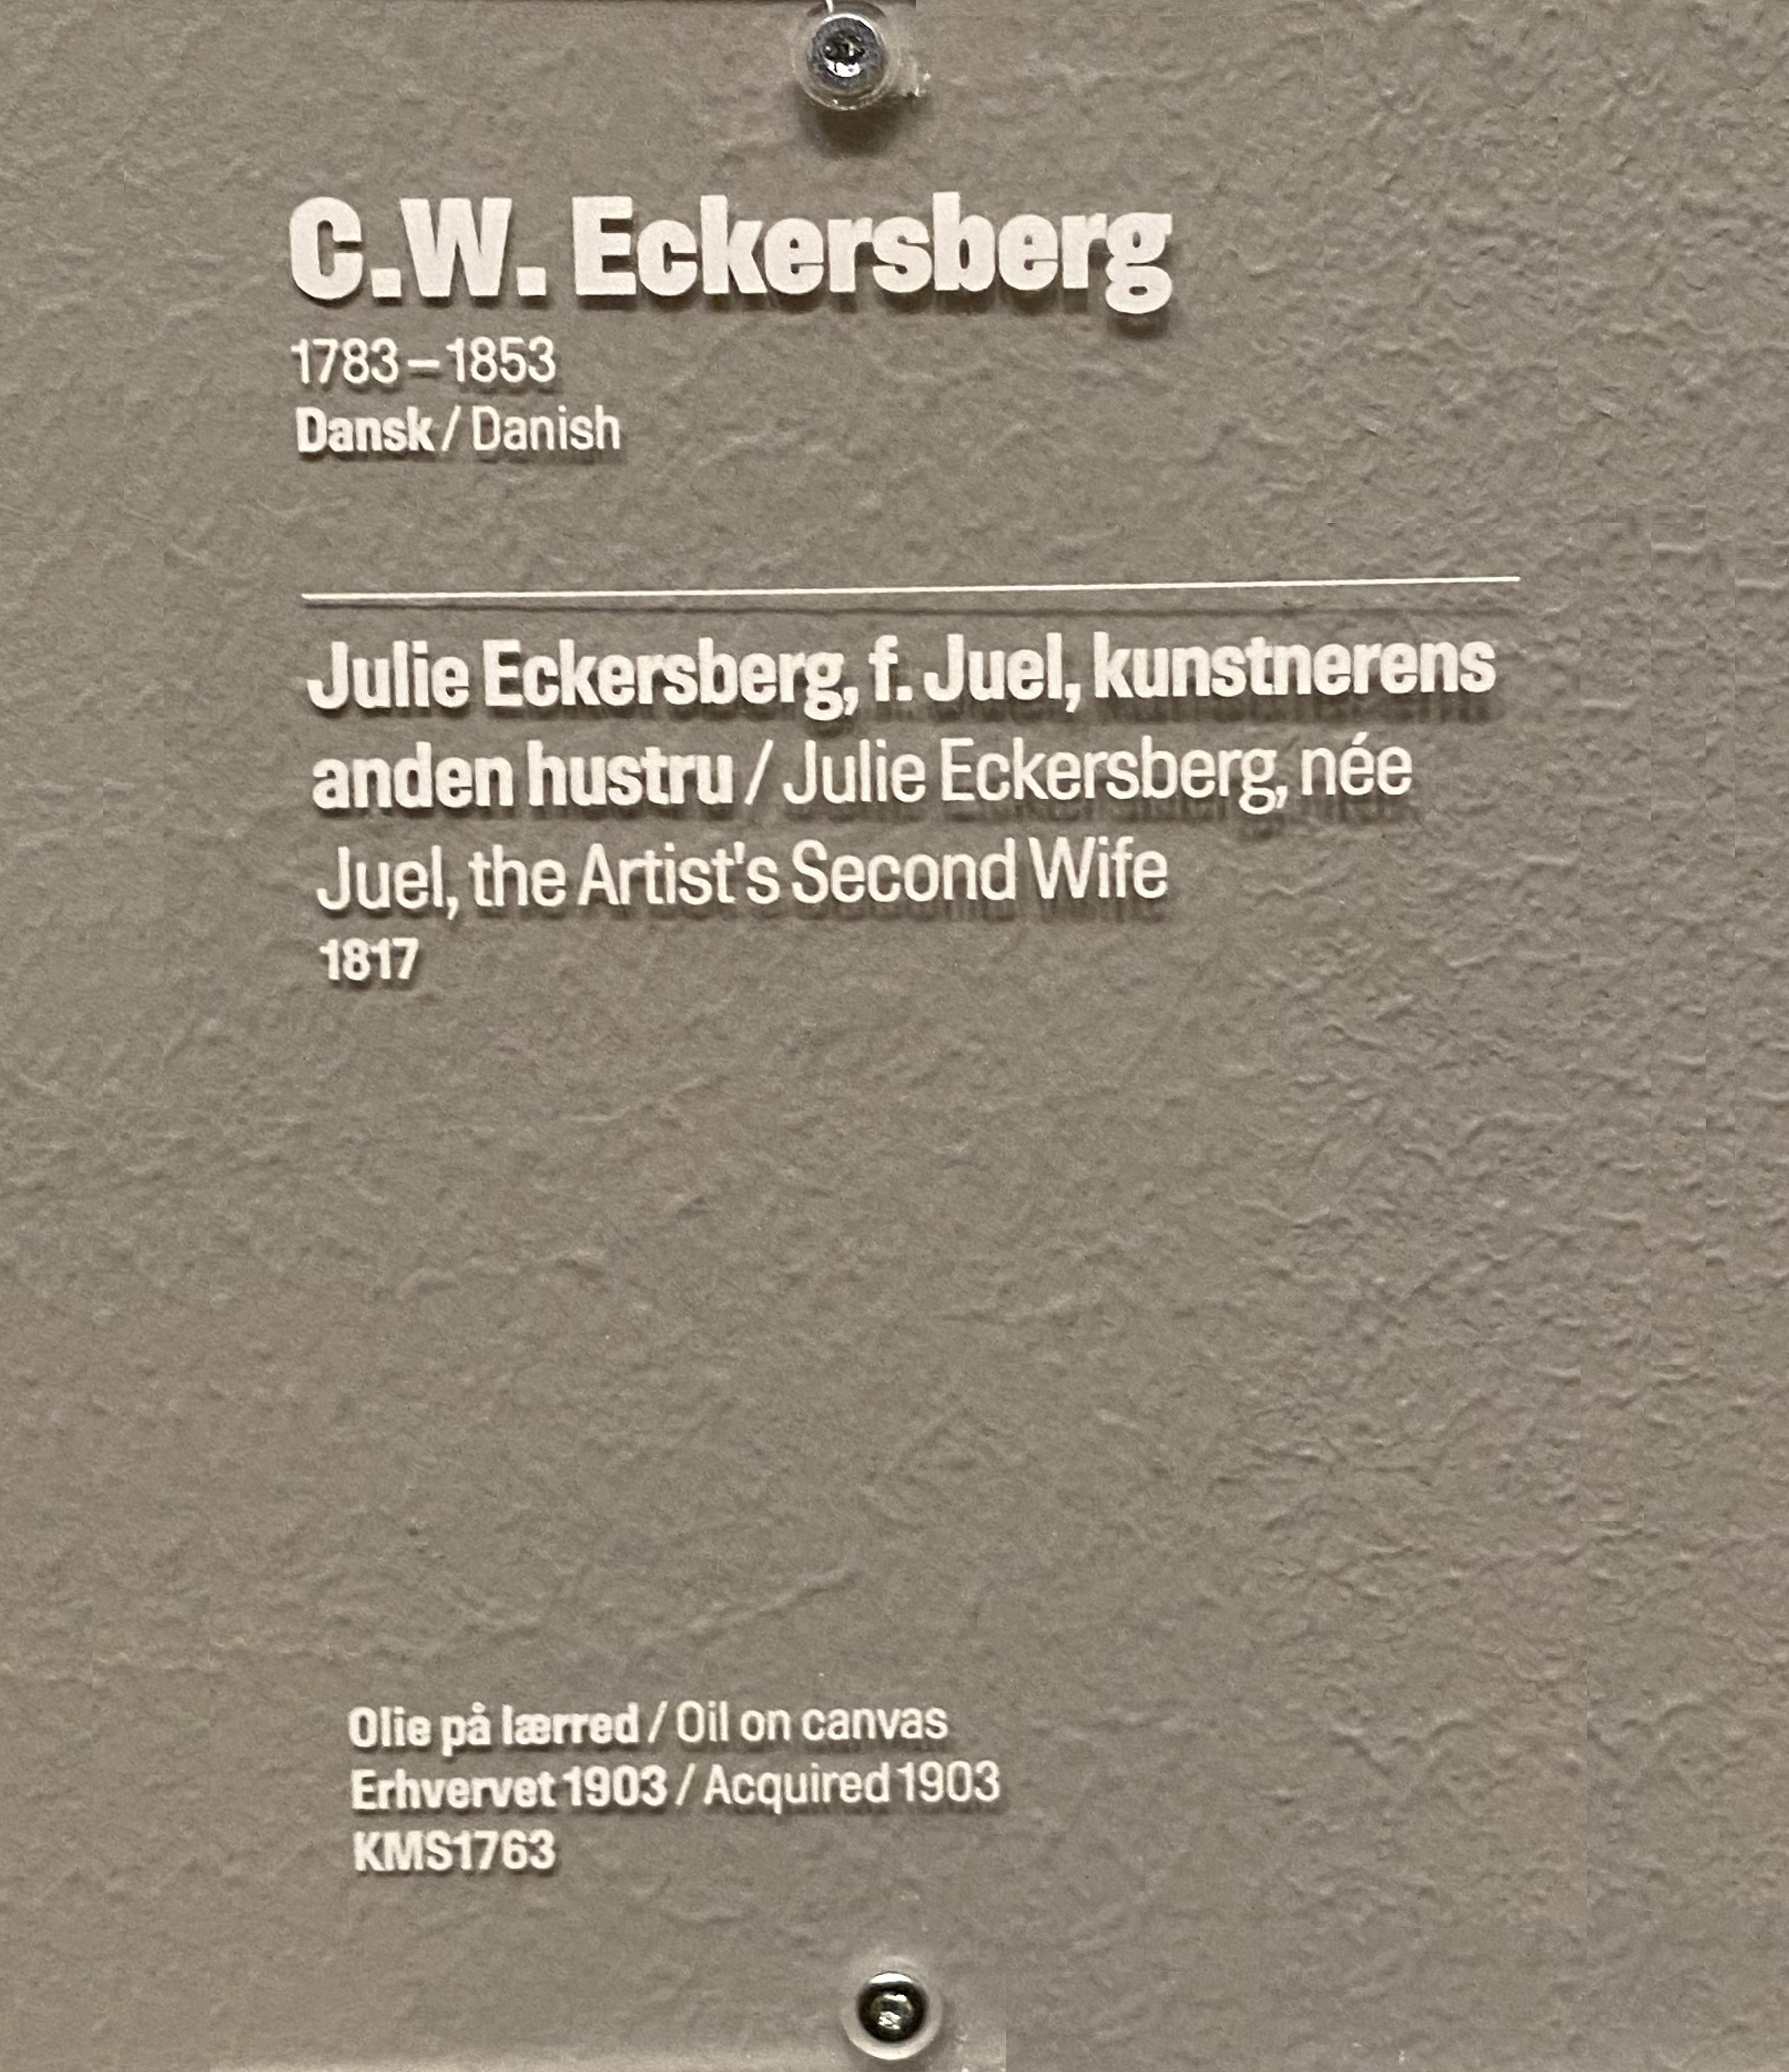 C.W. Eckersberg
1783–1853
Dansk / Danish
Julie Eckersberg, f. Juel, kunstnerens
anden hustru / Julie Eckersberg, née
Juel, the Artist's Second Wife
1817
Olie på lærred / Oil on canvas
Erhvervet 1903 / Acquired 1903
KMS1763